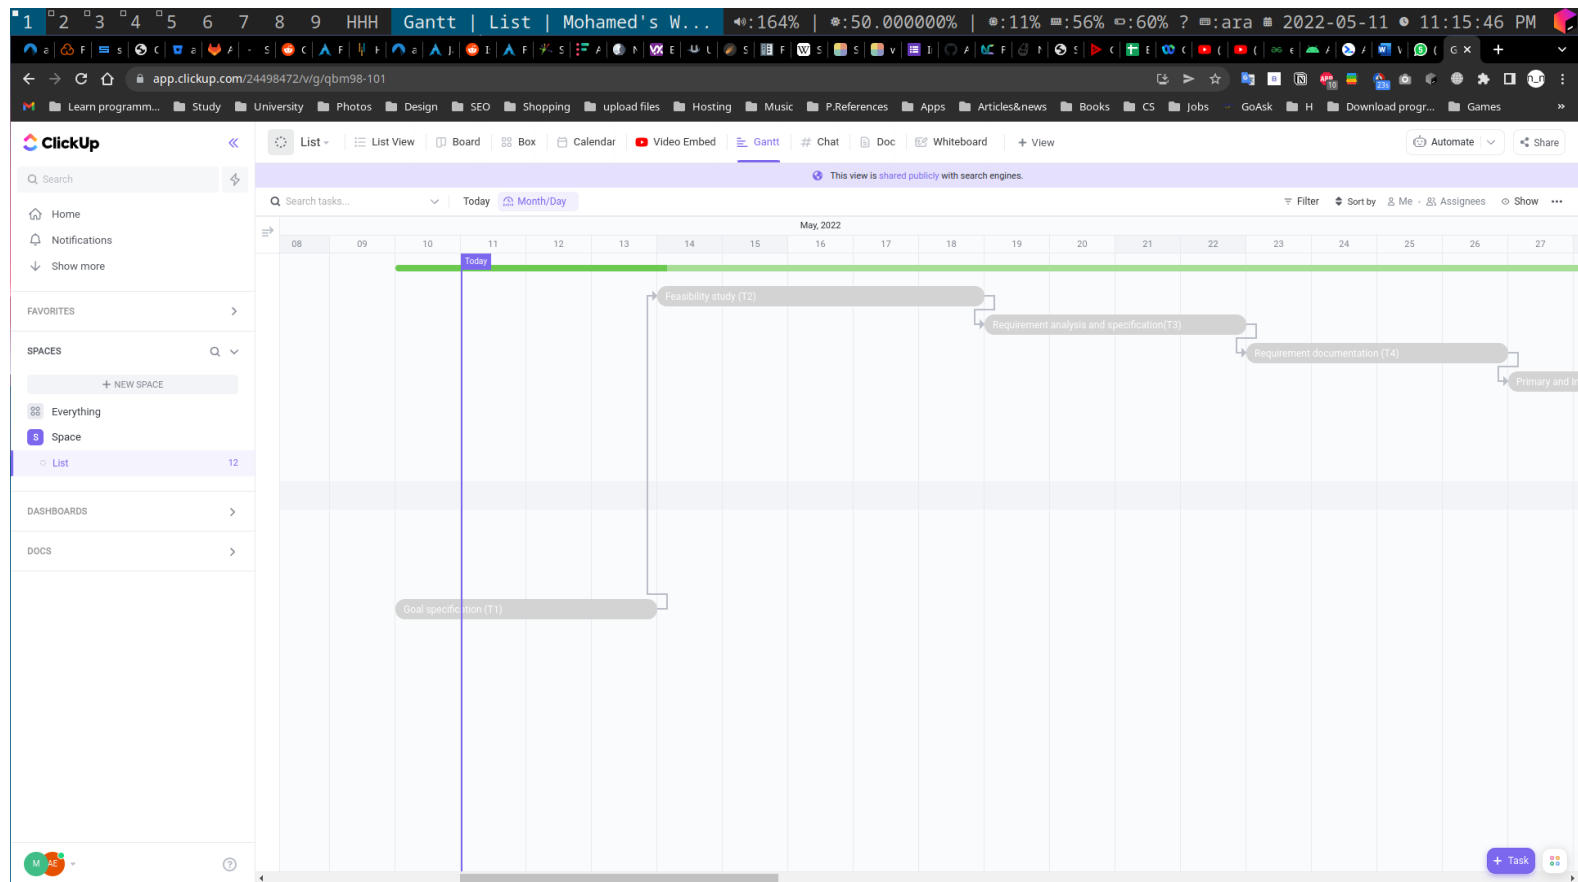 1 2 3 4 5 6 7 8 9 HHH Gantt | List | Mohamed's W... :164% | :50.000000% | :11% :56% :60% ? :ara 2022-05-11 11:15:46 PM
app.clickup.com/24498472/v/g/qbm98-101
Learn programm... Study University Photos Design SEO Shopping upload files Hosting Music P.References Apps Articles&news Books CS Jobs GoAsk H Download progr... Games »
ClickUp
List List View Board Box Calendar Video Embed Gantt Chat Doc Whiteboard + View Automate Share
This view is shared publicly with search engines.
Search
Search tasks... Today Month/Day Filter Sort by Me Assignees Show
Home
Notifications
Show more
FAVORITES
SPACES
+ NEW SPACE
Everything
S Space
List 12
DASHBOARDS
DOCS
May, 2022
08 09 10 11 12 13 14 15 16 17 18 19 20 21 22 23 24 25 26 27
Today
Feasibility study (T2)
Requirement analysis and specification(T3)
Requirement documentation (T4)
Primary and
Goal specification (T1)
M AE
+ Task